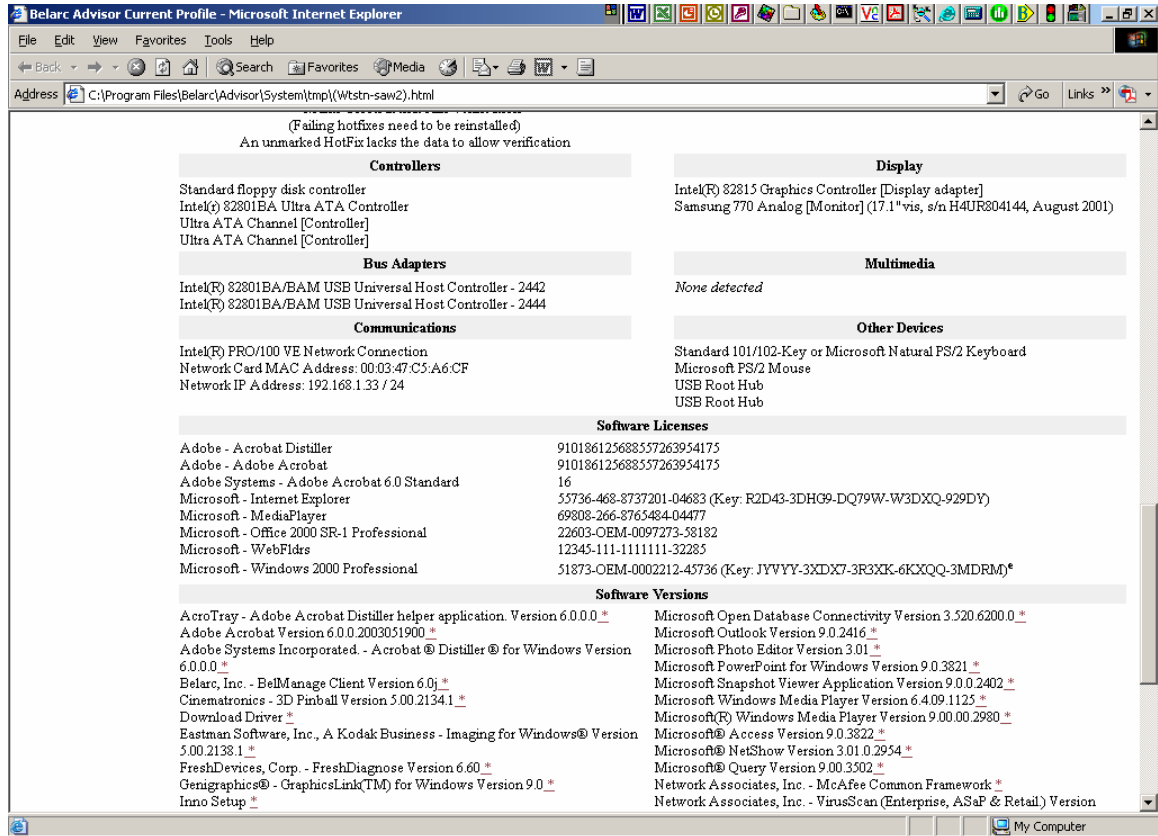 Belarc Advisor Current Profile - Microsoft Internet Explorer
File Edit View Favorites Tools Help
Back Search Favorites Media
Address C:\Program Files\Belarc\Advisor\System\tmp\(Wtstn-saw2).html Go Links »
(Failing hotfixes need to be reinstalled)
An unmarked HotFix lacks the data to allow verification
Controllers
Standard floppy disk controller
Intel(r) 82801BA Ultra ATA Controller
Ultra ATA Channel [Controller]
Ultra ATA Channel [Controller]
Display
Intel(R) 82815 Graphics Controller [Display adapter]
Samsung 770 Analog [Monitor] (17.1"vis, s/n H4UR804144, August 2001)
Bus Adapters
Intel(R) 82801BA/BAM USB Universal Host Controller - 2442
Intel(R) 82801BA/BAM USB Universal Host Controller - 2444
Multimedia
None detected
Communications
Intel(R) PRO/100 VE Network Connection
Network Card MAC Address: 00:03:47:C5:A6:CF
Network IP Address: 192.168.1.33 / 24
Other Devices
Standard 101/102-Key or Microsoft Natural PS/2 Keyboard
Microsoft PS/2 Mouse
USB Root Hub
USB Root Hub
Software Licenses
Adobe - Acrobat Distiller 910186125688557263954175
Adobe - Adobe Acrobat 910186125688557263954175
Adobe Systems - Adobe Acrobat 6.0 Standard 16
Microsoft - Internet Explorer 55736-468-8737201-04683 (Key: R2D43-3DHG9-DQ79W-W3DXQ-929DY)
Microsoft - MediaPlayer 69808-266-8765484-04477
Microsoft - Office 2000 SR-1 Professional 22603-OEM-0097273-58182
Microsoft - WebFldrs 12345-111-1111111-32285
Microsoft - Windows 2000 Professional 51873-OEM-0002212-45736 (Key: JYVYY-3XDX7-3R3XK-6KXQQ-3MDRM)e
Software Versions
AcroTray - Adobe Acrobat Distiller helper application. Version 6.0.0.0 *
Adobe Acrobat Version 6.0.0.2003051900 *
Adobe Systems Incorporated. - Acrobat ® Distiller ® for Windows Version
6.0.0.0 *
Belarc, Inc. - BelManage Client Version 6.0j *
Cinematronics - 3D Pinball Version 5.00.2134.1 *
Download Driver *
Eastman Software, Inc., A Kodak Business - Imaging for Windows® Version
5.00.2138.1 *
FreshDevices, Corp. - FreshDiagnose Version 6.60 *
Genigraphics® - GraphicsLink(TM) for Windows Version 9.0 *
Inno Setup *
Microsoft Open Database Connectivity Version 3.520.6200.0 *
Microsoft Outlook Version 9.0.2416 *
Microsoft Photo Editor Version 3.01 *
Microsoft PowerPoint for Windows Version 9.0.3821 *
Microsoft Snapshot Viewer Application Version 9.0.0.2402 *
Microsoft Windows Media Player Version 6.4.09.1125 *
Microsoft(R) Windows Media Player Version 9.00.00.2980 *
Microsoft® Access Version 9.0.3822 *
Microsoft® NetShow Version 3.01.0.2954 *
Microsoft® Query Version 9.00.3502 *
Network Associates, Inc. - McAfee Common Framework *
Network Associates, Inc. - VirusScan (Enterprise, ASaP & Retail) Version
My Computer